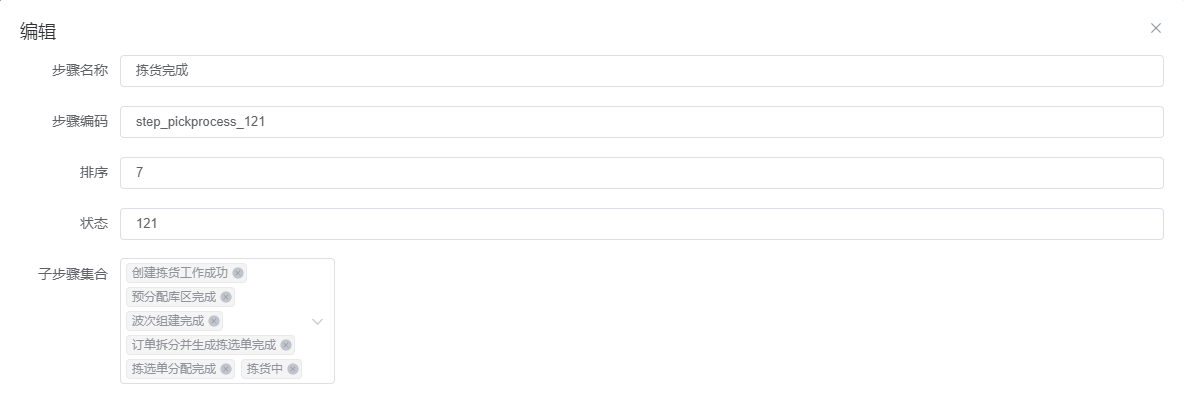 编辑
步骤名称 拣货完成
步骤编码 step_pickprocess_121
排序 7
状态 121
子步骤集合 创建拣货工作成功
预分配库区完成
波次组建完成
订单拆分并生成拣选单完成
拣选单分配完成 拣货中